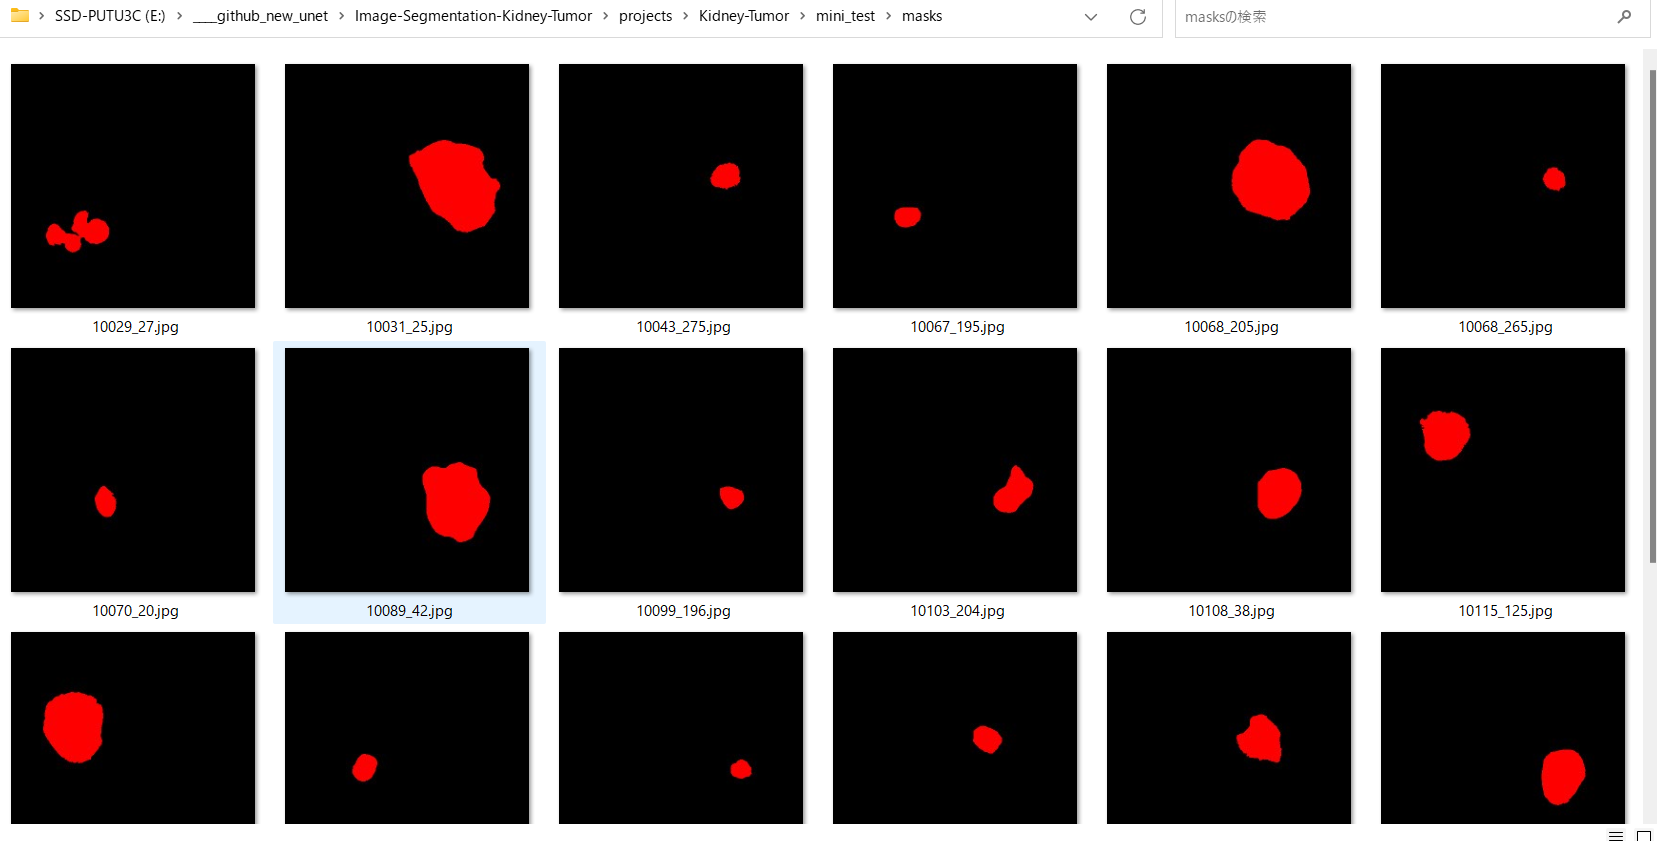 SSD-PUTU3C (E:) > ___github_new_unet > Image-Segmentation-Kidney-Tumor > projects > Kidney-Tumor > mini_test > masks
masksの検索
10029_27.jpg
10031_25.jpg
10043_275.jpg
10067_195.jpg
10068_205.jpg
10068_265.jpg
10070_20.jpg
10089_42.jpg
10099_196.jpg
10103_204.jpg
10108_38.jpg
10115_125.jpg